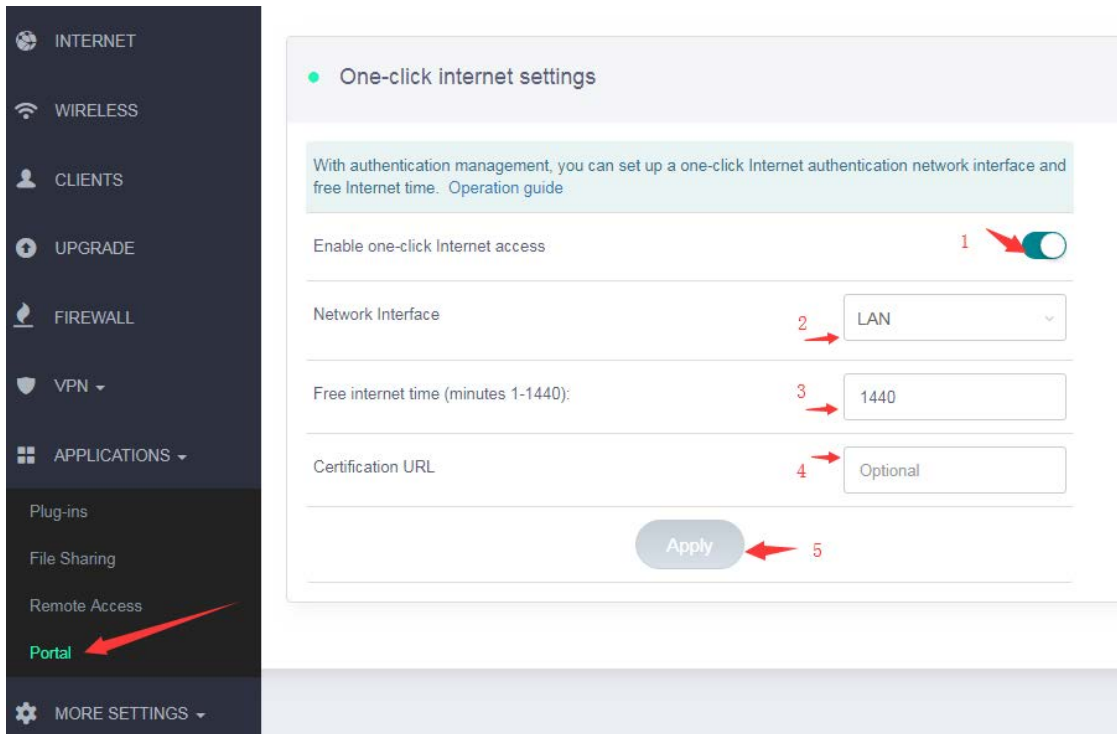 INTERNET
WIRELESS
CLIENTS
UPGRADE
FIREWALL
VPN
APPLICATIONS
Plug-ins
File Sharing
Remote Access
Portal
MORE SETTINGS
One-click internet settings
With authentication management, you can set up a one-click Internet authentication network interface and
free Internet time. Operation guide
Enable one-click Internet access 1
Network Interface 2 LAN
Free internet time (minutes 1-1440): 3 1440
Certification URL 4 Optional
Apply 5